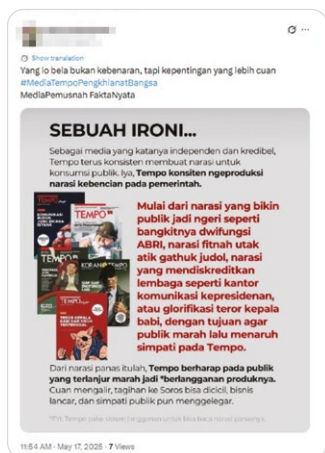 Show translation
Yang lo bela bukan kebenaran, tapi kepentingan yang lebih cuan
#MediaTempoPengkhianatBangsa
MediaPemusnah FaktaNyata
SEBUAH IRONI...
Sebagai media yang katanya independen dan kredibel,
Tempo terus konsisten membuat narasi untuk
konsumsi publik. Iya, Tempo konsiten ngeproduksi
narasi kebencian pada pemerintah.
TEMPO
TEMPO
KORAN TEMPO
Mulai dari narasi yang bikin
publik jadi ngeri seperti
bangkitnya dwifungsi
ABRI, narasi fitnah utak
atik gathuk judol, narasi
yang mendiskreditkan
lembaga seperti kantor
komunikasi kepresidenan,
atau glorifikasi teror kepala
babi, dengan tujuan agar
publik marah lalu menaruh
simpati pada Tempo.
Dari narasi panas itulah, Tempo berharap pada publik
yang terlanjur marah jadi *berlangganan produknya.
Cuan mengalir, tagihan ke Soros bisa dicicil, bisnis
lancar, dan simpati publik pun menggelegar.
11:54 AM · May 17, 2025 · 7 Views